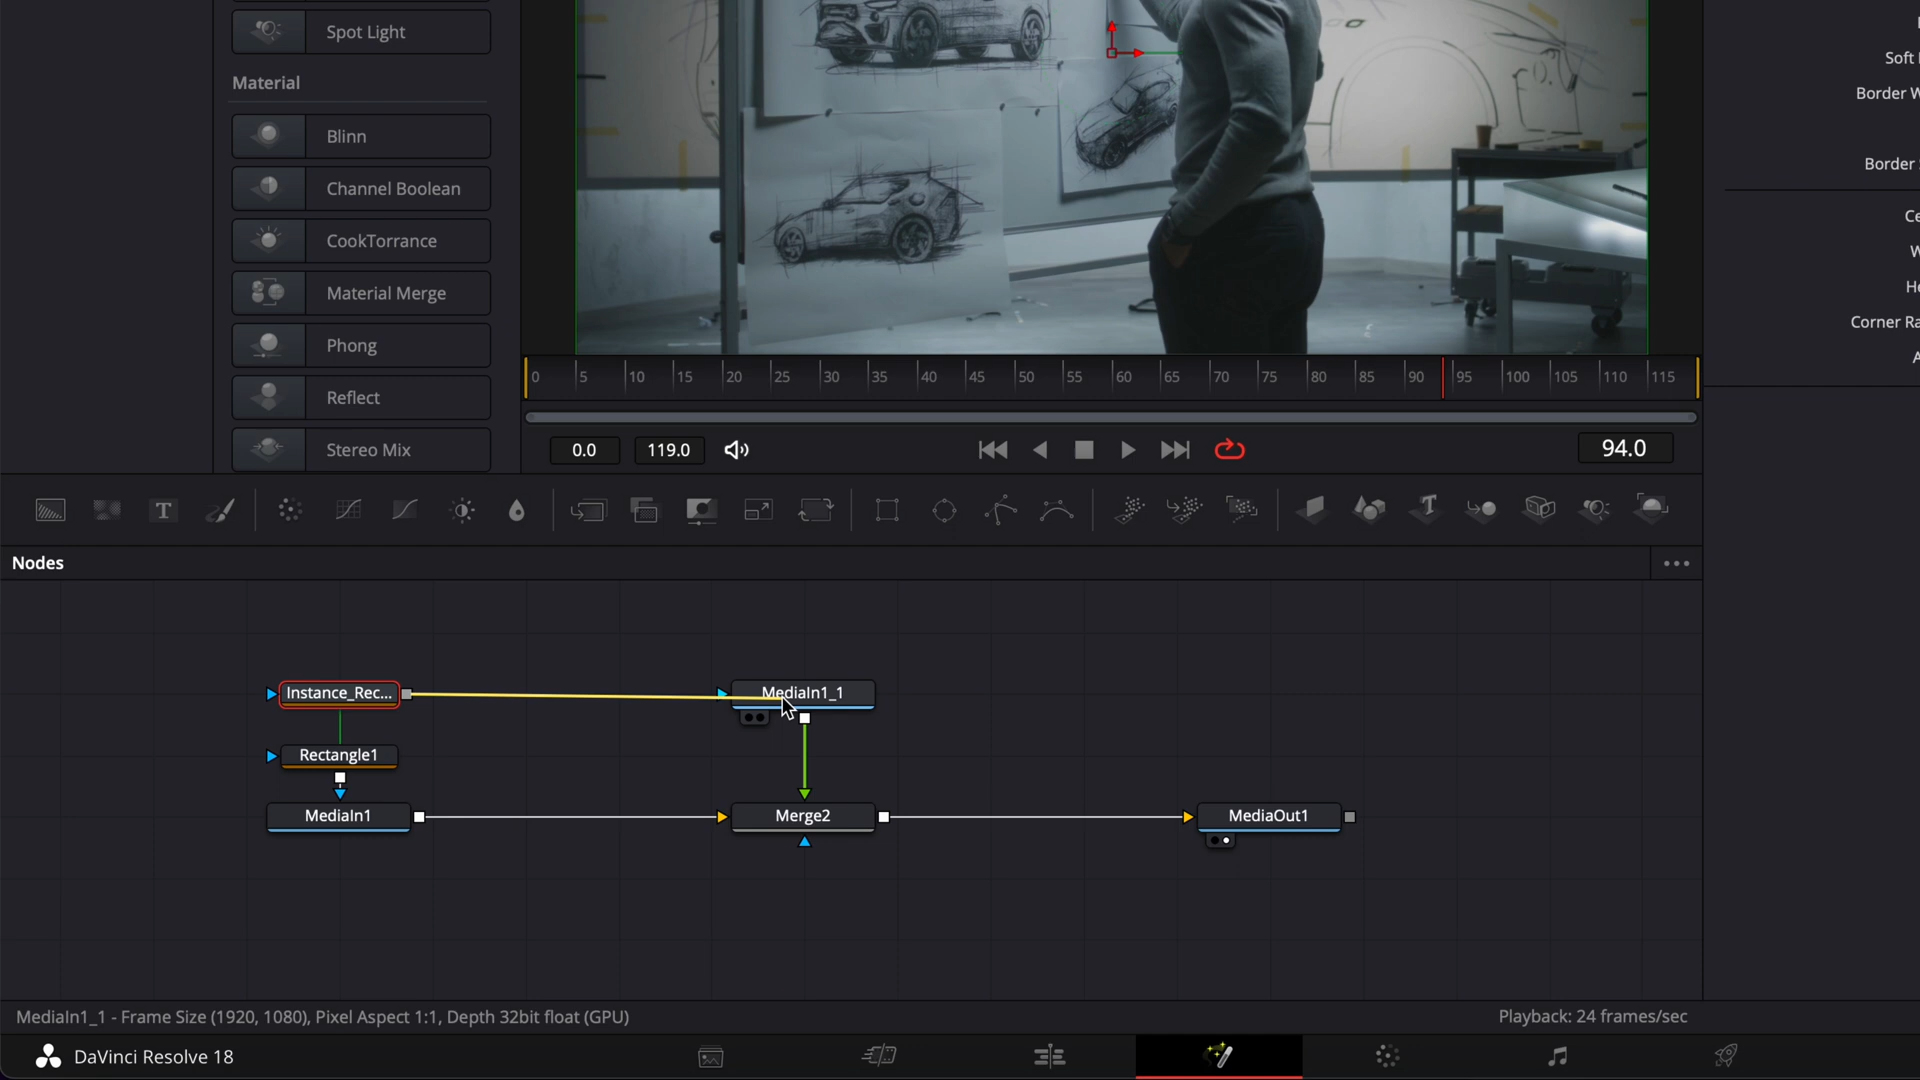 Spot Light
Material
Blinn
Channel Boolean
CookTorrance
Material Merge
Phong
Reflect
Stereo Mix
Soft
Border
Border
Corner
0 5 10 15 20 25 30 35 40 45 50 55 60 65 70 75 80 85 90 95 100 105 110 115
0.0 119.0 94.0
T
T
Nodes
Instance_Rec...
MediaIn1_1
Rectangle1
MediaIn1
Merge2
MediaOut1
MediaIn1_1 - Frame Size (1920, 1080), Pixel Aspect 1:1, Depth 32bit float (GPU)
Playback: 24 frames/sec
DaVinci Resolve 18